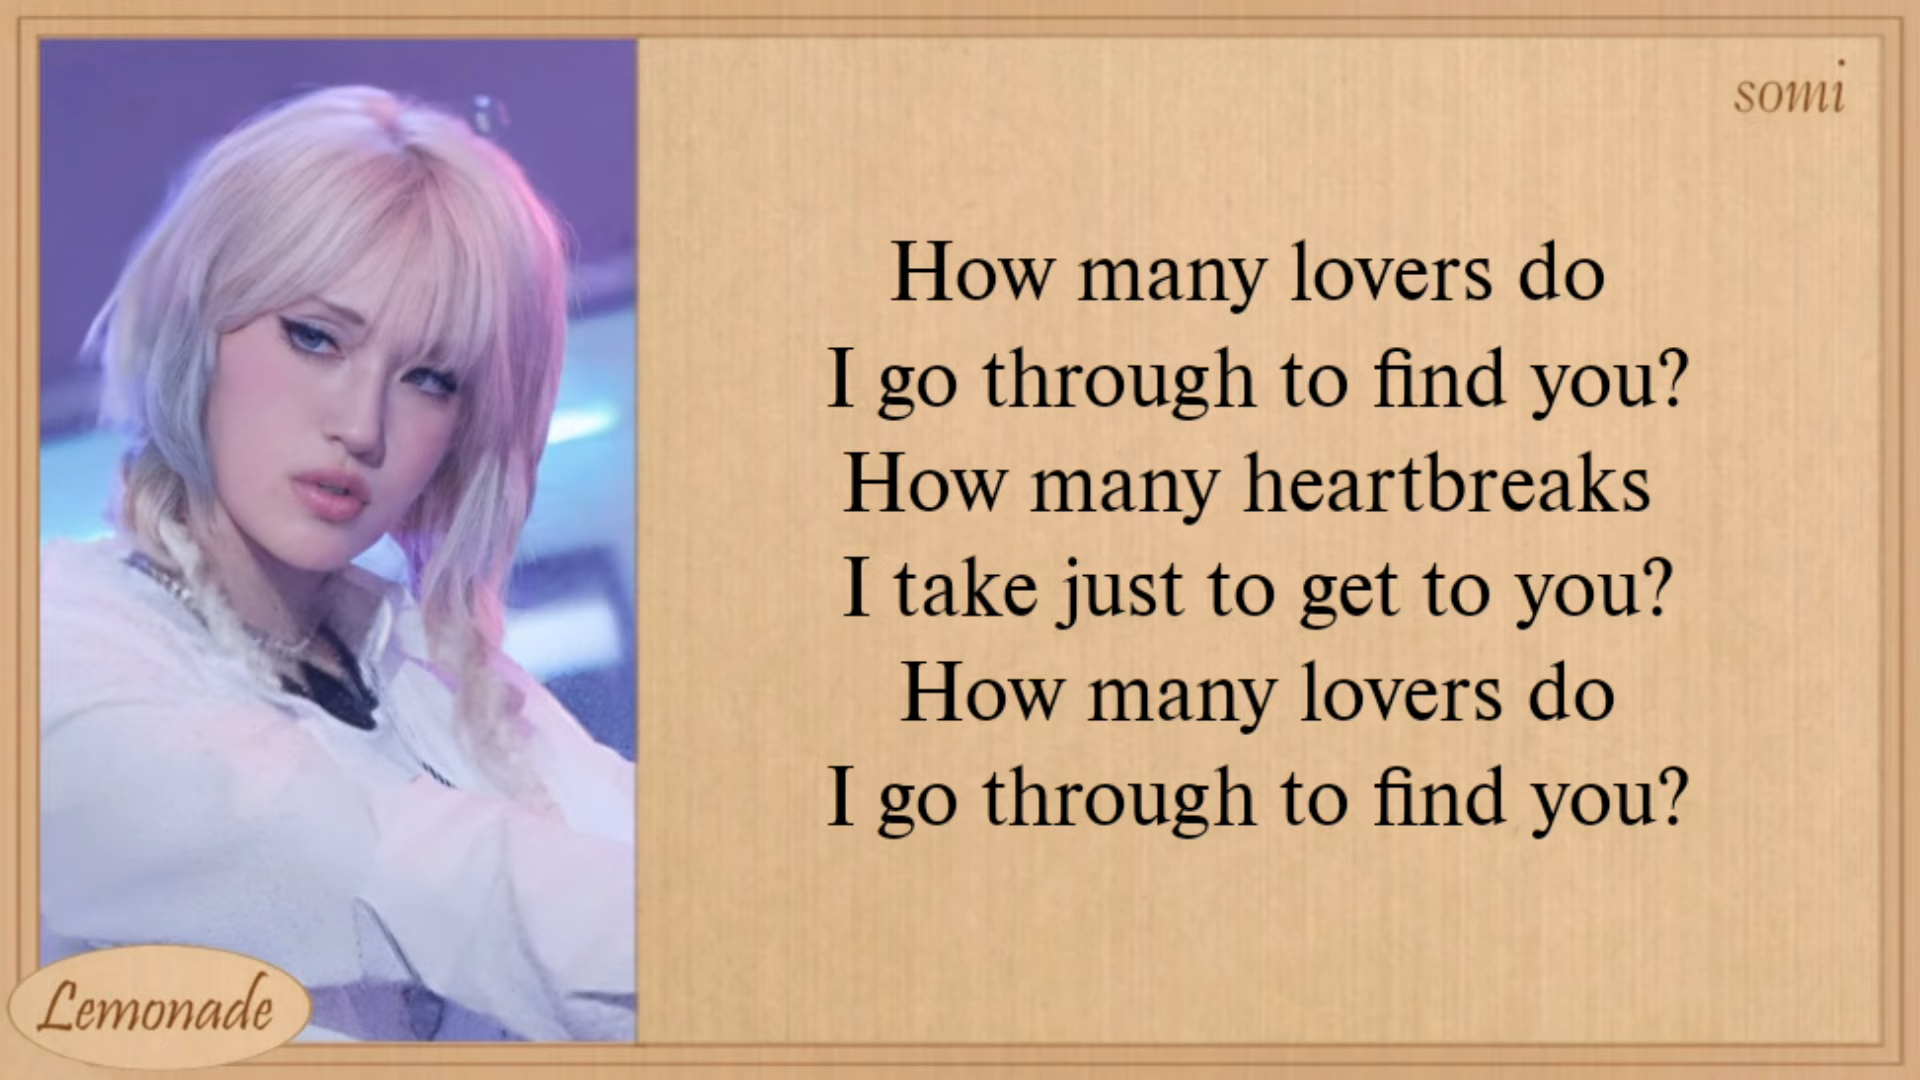 somi
How many lovers do
I go through to find you?
How many heartbreaks
I take just to get to you?
How many lovers do
I go through to find you?
Lemonade